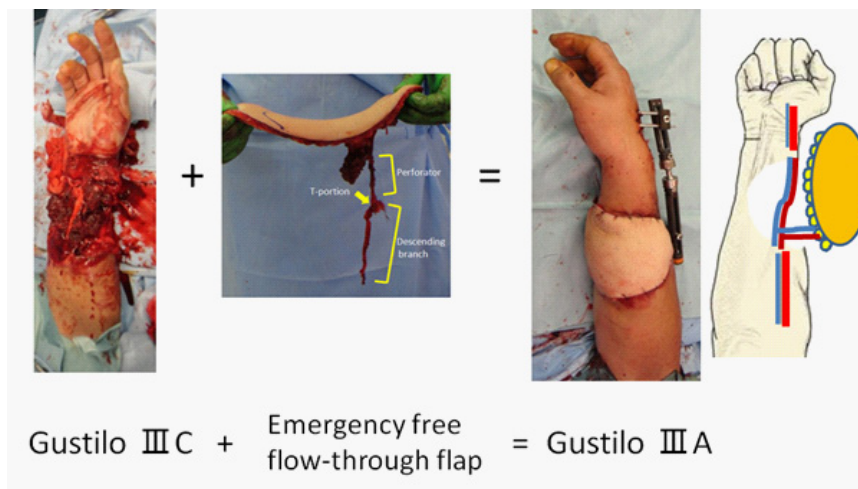 +
=
Perforator
T-portion
Descending
branch
Gustilo ⅢC + Emergency free
flow-through flap = Gustilo ⅢA